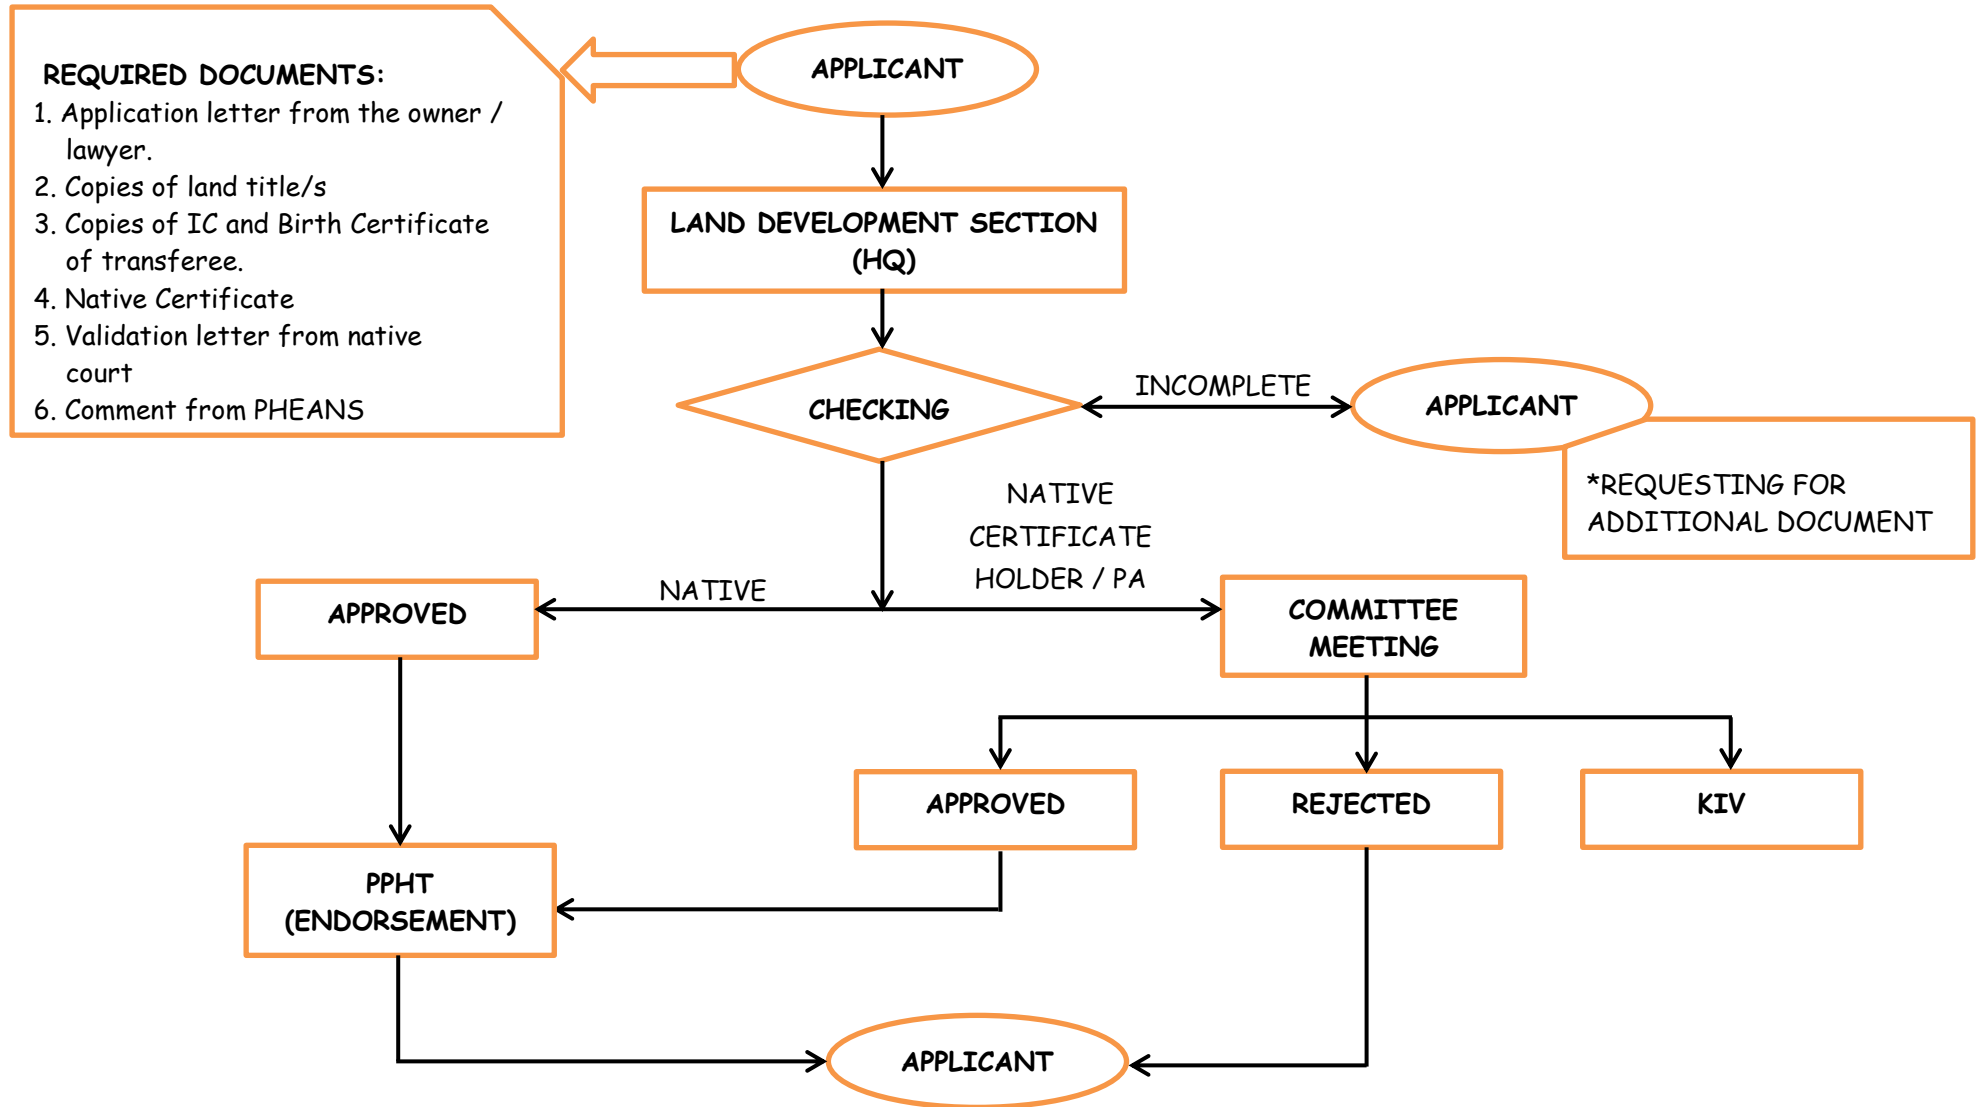 REQUIRED DOCUMENTS:
1. Application letter from the owner /
lawyer.
2. Copies of land title/s
3. Copies of IC and Birth Certificate
of transferee.
4. Native Certificate
5. Validation letter from native
court
6. Comment from PHEANS
APPLICANT
LAND DEVELOPMENT SECTION
(HQ)
CHECKING
INCOMPLETE
APPLICANT
*REQUESTING FOR
ADDITIONAL DOCUMENT
NATIVE
CERTIFICATE
HOLDER / PA
NATIVE
APPROVED
COMMITTEE
MEETING
APPROVED
REJECTED
KIV
PPHT
(ENDORSEMENT)
APPLICANT